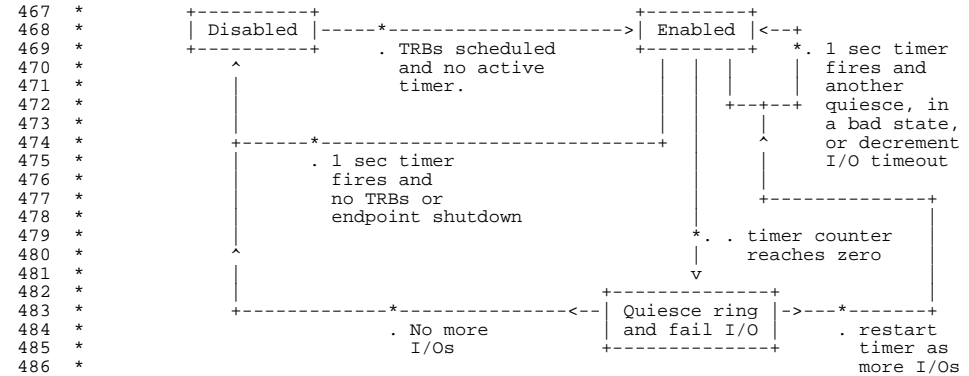 467 * +----------+ +---------+
468 * | Disabled |-----*-------------------->| Enabled |<--+
469 * +----------+ . TRBs scheduled +---------+ *. 1 sec timer
470 * ^ and no active | | | | fires and
471 * | timer. | | | | another
472 * | | | +--+--+ quiesce, in
473 * | | | | a bad state,
474 * +------*-----------------------------+ | ^ or decrement
475 * | . 1 sec timer | | I/O timeout
476 * | fires and | |
477 * | no TRBs or | +--------------+
478 * | endpoint shutdown | |
479 * | *. . timer counter |
480 * ^ | reaches zero |
481 * | v |
482 * | +--------------+ |
483 * +-------------*--------------<--| Quiesce ring |->---*-------+
484 * . No more | and fail I/O | . restart
485 * I/Os +--------------+ timer as
486 * more I/Os